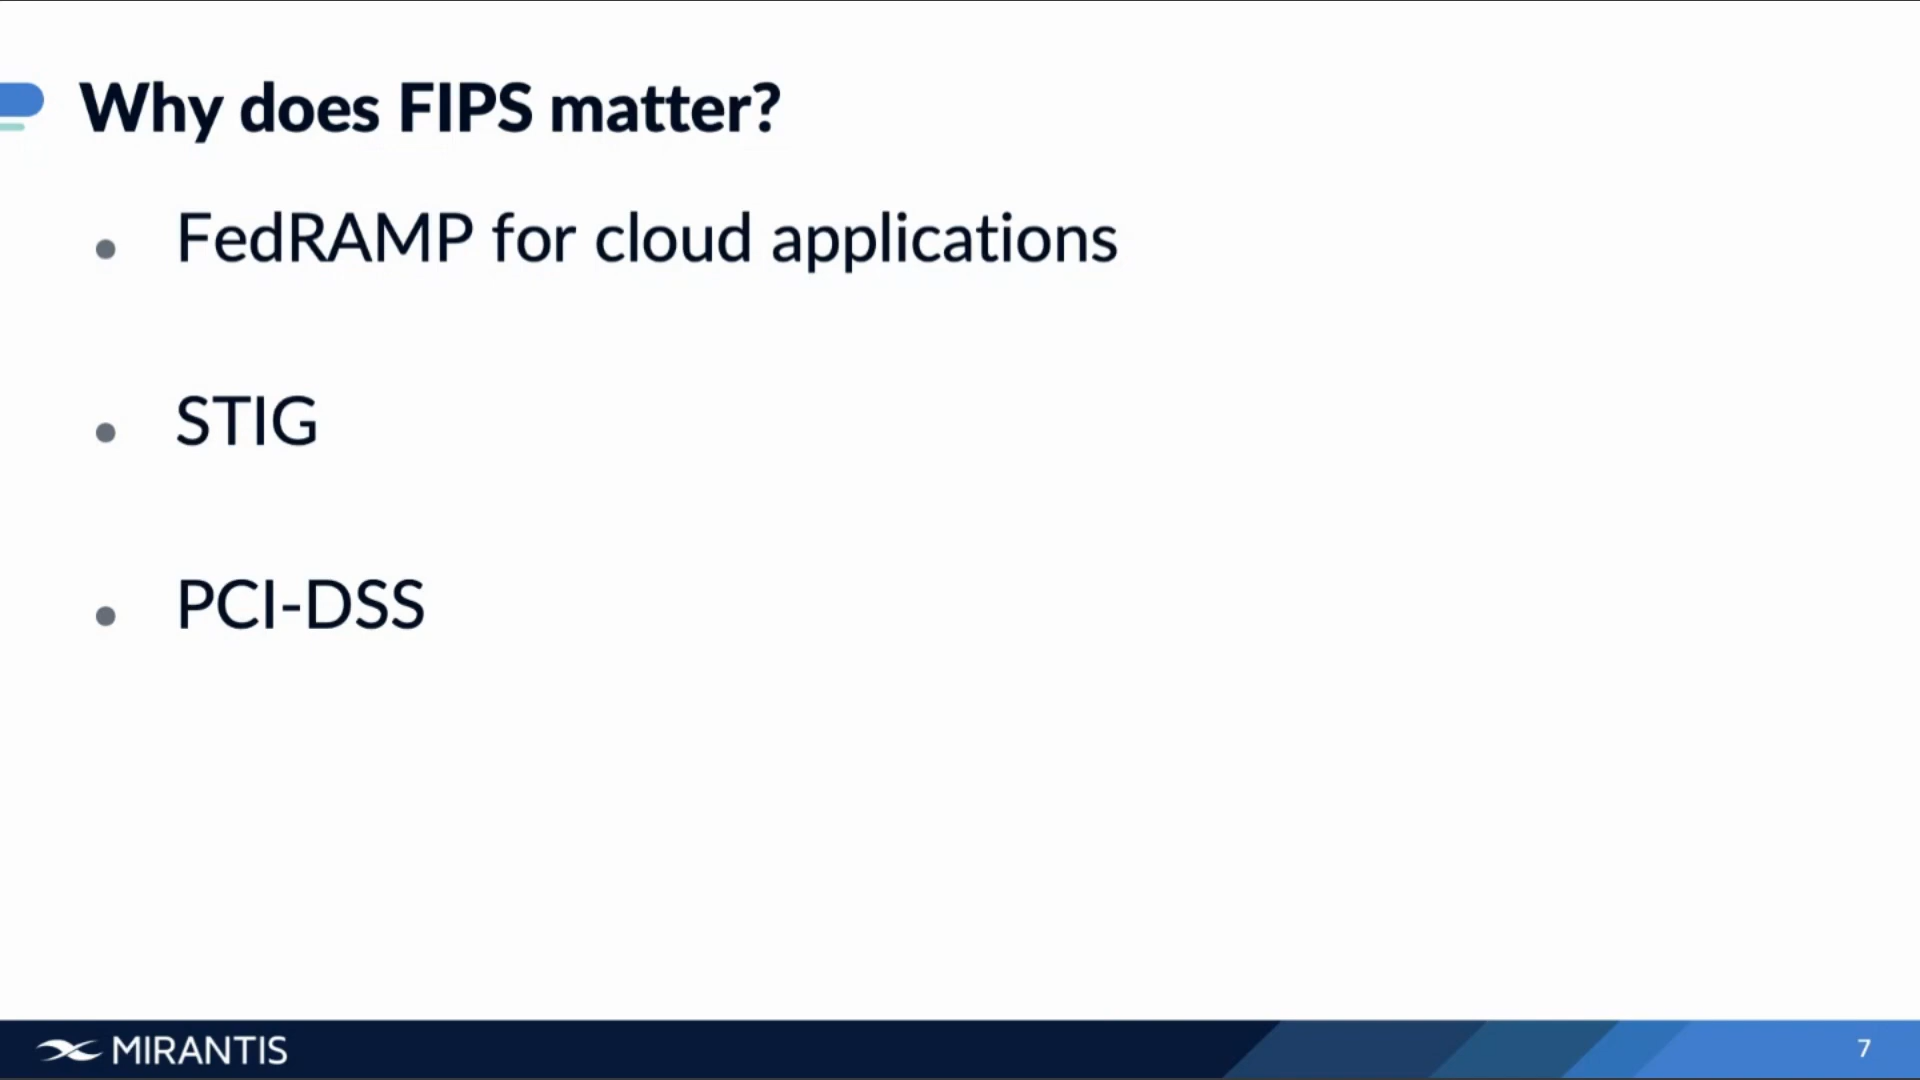 Why does FIPS matter?
• FedRAMP for cloud applications
• STIG
• PCI-DSS
MIRANTIS
7